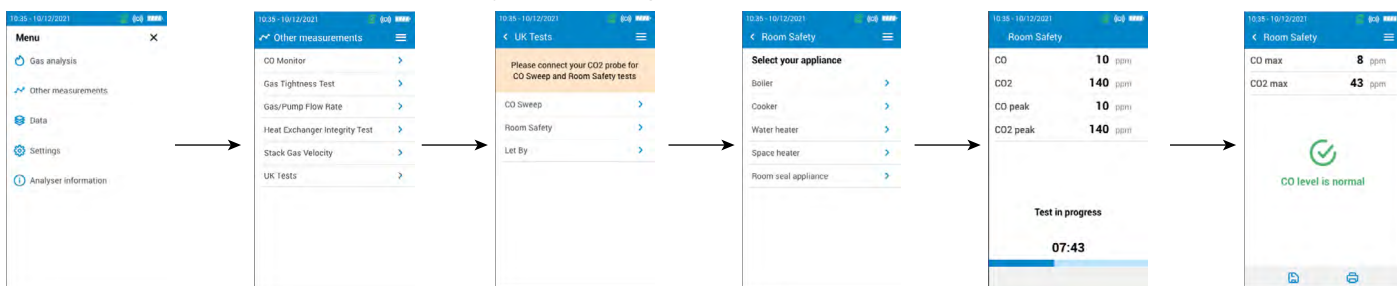 10:35 - 10/12/2021
Menu
Gas analysis
Other measurements
Data
Settings
Analyser information
10:35 - 10/12/2021
Other measurements
CO Monitor
Gas Tightness Test
Gas/Pump Flow Rate
Heat Exchanger Integrity Test
Stack Gas Velocity
UK Tests
10:35 - 10/12/2021
UK Tests
Please connect your CO2 probe for
CO Sweep and Room Safety tests
CO Sweep
Room Safety
Let By
10:35 - 10/12/2021
Room Safety
Select your appliance
Boiler
Cooker
Water heater
Space heater
Room seal appliance
10:35 - 10/12/2021
Room Safety
CO 10 ppm
CO2 140 ppm
CO peak 10 ppm
CO2 peak 140 ppm
Test in progress
07:43
10:35 - 10/12/2021
Room Safety
CO max 8 ppm
CO2 max 43 ppm
CO level is normal